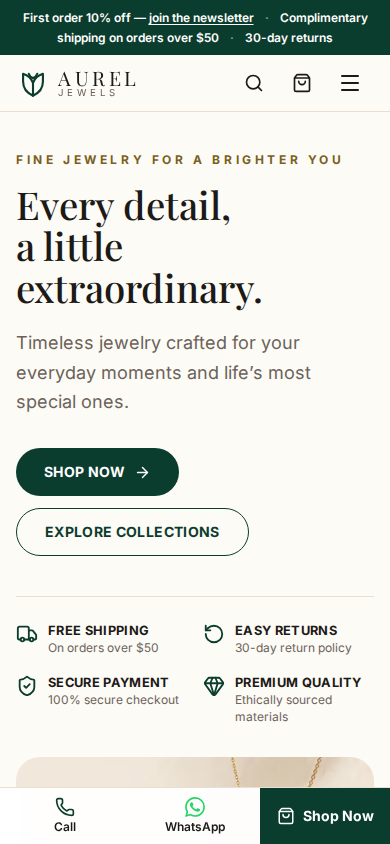 First order 10% off — join the newsletter · Complimentary
shipping on orders over $50 · 30-day returns
AUREL
JEWELS
FINE JEWELRY FOR A BRIGHTER YOU
Every detail,
a little
extraordinary.
Timeless jewelry crafted for your
everyday moments and life’s most
special ones.
SHOP NOW →
EXPLORE COLLECTIONS
FREE SHIPPING
On orders over $50
EASY RETURNS
30-day return policy
SECURE PAYMENT
100% secure checkout
PREMIUM QUALITY
Ethically sourced
materials
Call
WhatsApp
Shop Now